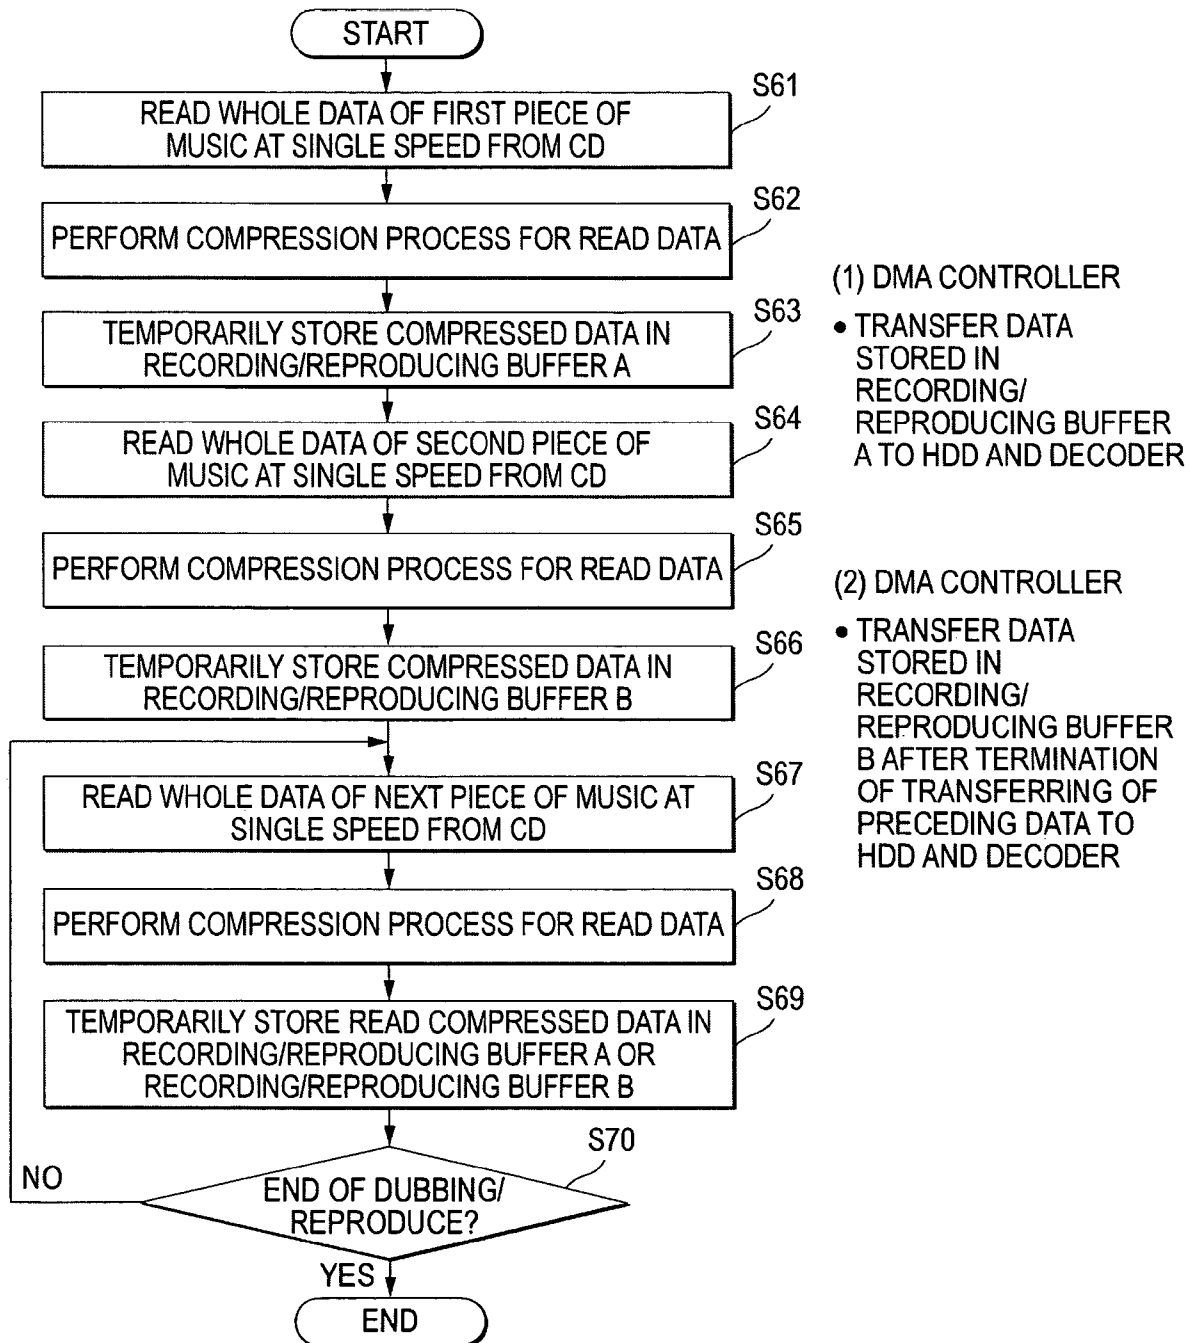 START
S61
READ WHOLE DATA OF FIRST PIECE OF
MUSIC AT SINGLE SPEED FROM CD
S62
PERFORM COMPRESSION PROCESS FOR READ DATA
S63
TEMPORARILY STORE COMPRESSED DATA IN
RECORDING/REPRODUCING BUFFER A
S64
READ WHOLE DATA OF SECOND PIECE OF
MUSIC AT SINGLE SPEED FROM CD
S65
PERFORM COMPRESSION PROCESS FOR READ DATA
S66
TEMPORARILY STORE COMPRESSED DATA IN
RECORDING/REPRODUCING BUFFER B
S67
READ WHOLE DATA OF NEXT PIECE OF MUSIC AT
SINGLE SPEED FROM CD
S68
PERFORM COMPRESSION PROCESS FOR READ DATA
S69
TEMPORARILY STORE READ COMPRESSED DATA IN
RECORDING/REPRODUCING BUFFER A OR
RECORDING/REPRODUCING BUFFER B
S70
END OF DUBBING/
REPRODUCE?
NO
YES
END
(1) DMA CONTROLLER
• TRANSFER DATA
STORED IN
RECORDING/
REPRODUCING BUFFER
A TO HDD AND DECODER
(2) DMA CONTROLLER
• TRANSFER DATA
STORED IN
RECORDING/
REPRODUCING BUFFER
B AFTER TERMINATION
OF TRANSFERRING OF
PRECEDING DATA TO
HDD AND DECODER